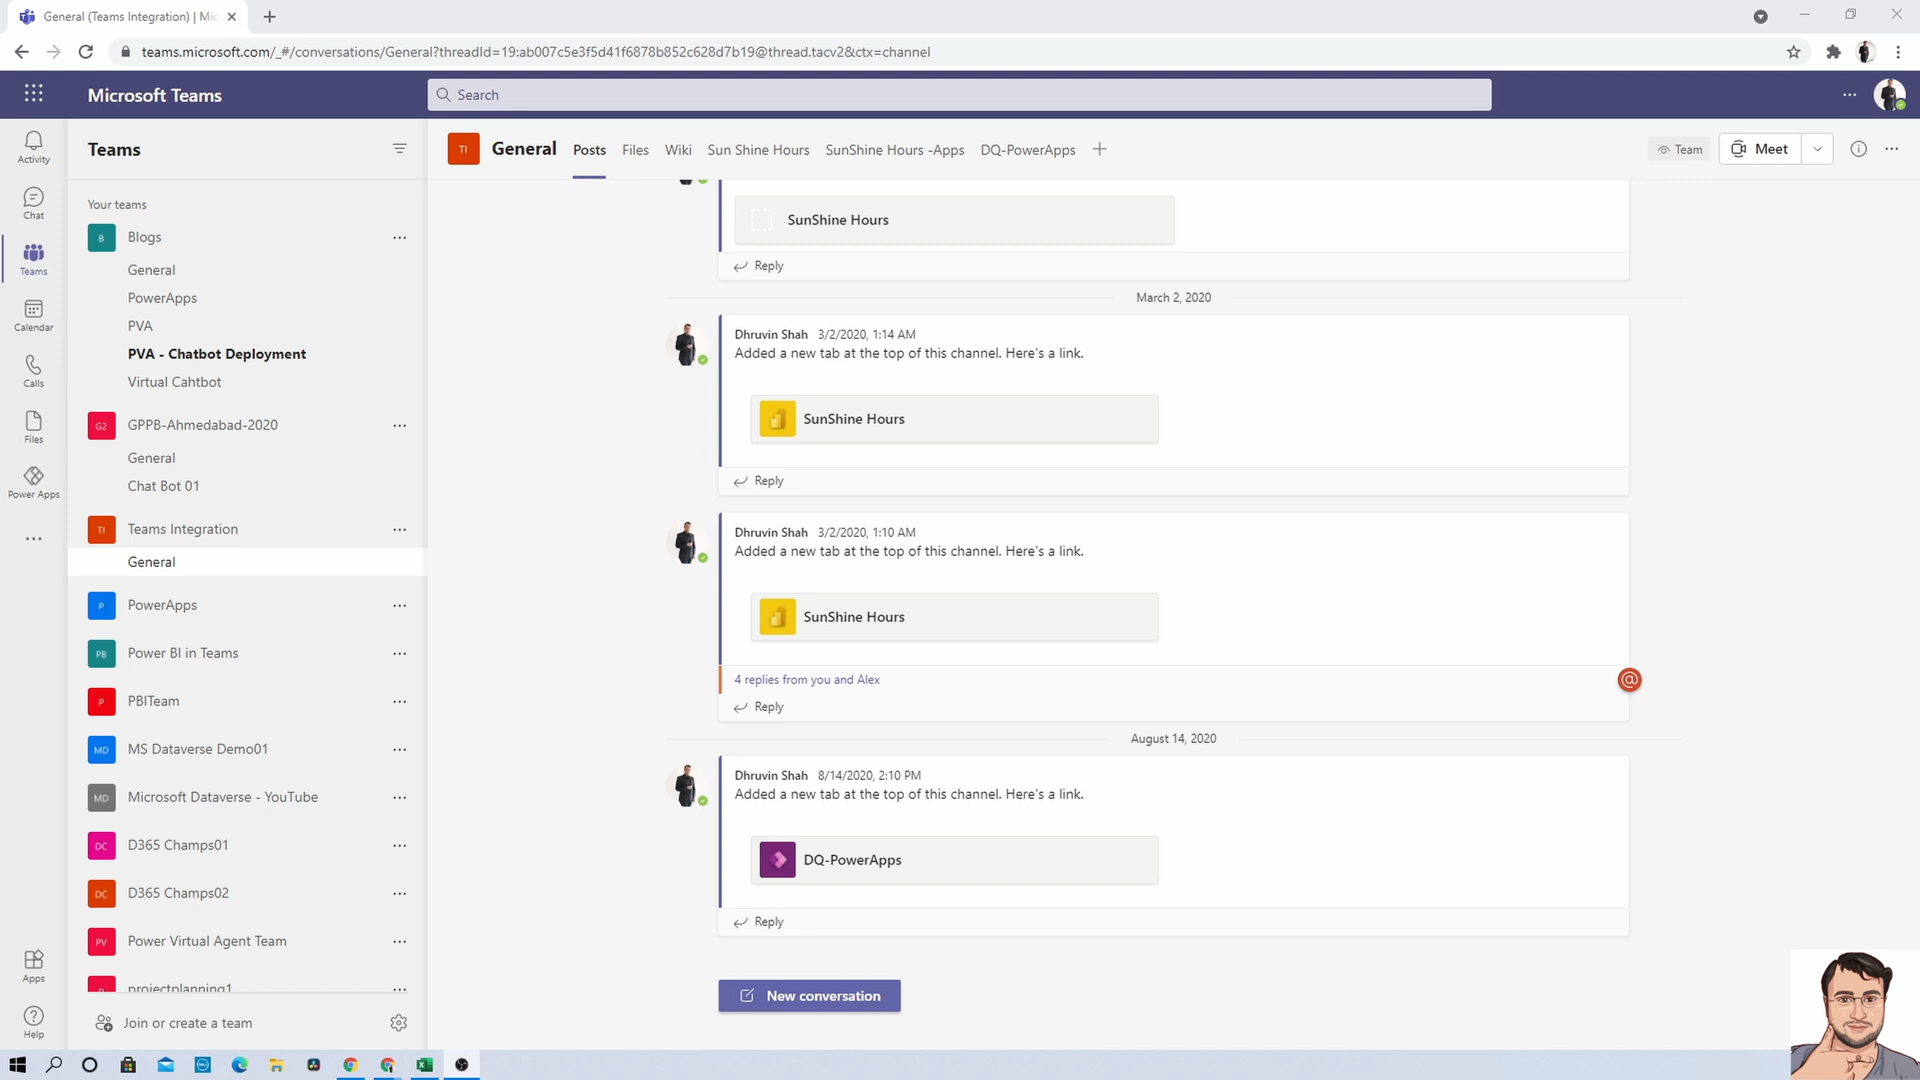 General (Teams Integration) | Mic
teams.microsoft.com/_#/conversations/General?threadId=19:ab007c5e3f5d41f6878b852c628d7b19@thread.tacv2&ctx=channel
Microsoft Teams
Search
Activity
Chat
Teams
Calendar
Calls
Files
Power Apps
Apps
Help
Teams
Your teams
B Blogs
General
PowerApps
PVA
PVA - Chatbot Deployment
Virtual Cahtbot
G2 GPPB-Ahmedabad-2020
General
Chat Bot 01
TI Teams Integration
General
P PowerApps
PB Power BI in Teams
P PBITeam
MD MS Dataverse Demo01
MD Microsoft Dataverse - YouTube
DC D365 Champs01
DC D365 Champs02
PV Power Virtual Agent Team
projectplanning1
Join or create a team
TI General Posts Files Wiki Sun Shine Hours SunShine Hours -Apps DQ-PowerApps
Team Meet
SunShine Hours
Reply
March 2, 2020
Dhruvin Shah 3/2/2020, 1:14 AM
Added a new tab at the top of this channel. Here's a link.
SunShine Hours
Reply
Dhruvin Shah 3/2/2020, 1:10 AM
Added a new tab at the top of this channel. Here's a link.
SunShine Hours
4 replies from you and Alex
Reply
August 14, 2020
Dhruvin Shah 8/14/2020, 2:10 PM
Added a new tab at the top of this channel. Here's a link.
DQ-PowerApps
Reply
New conversation